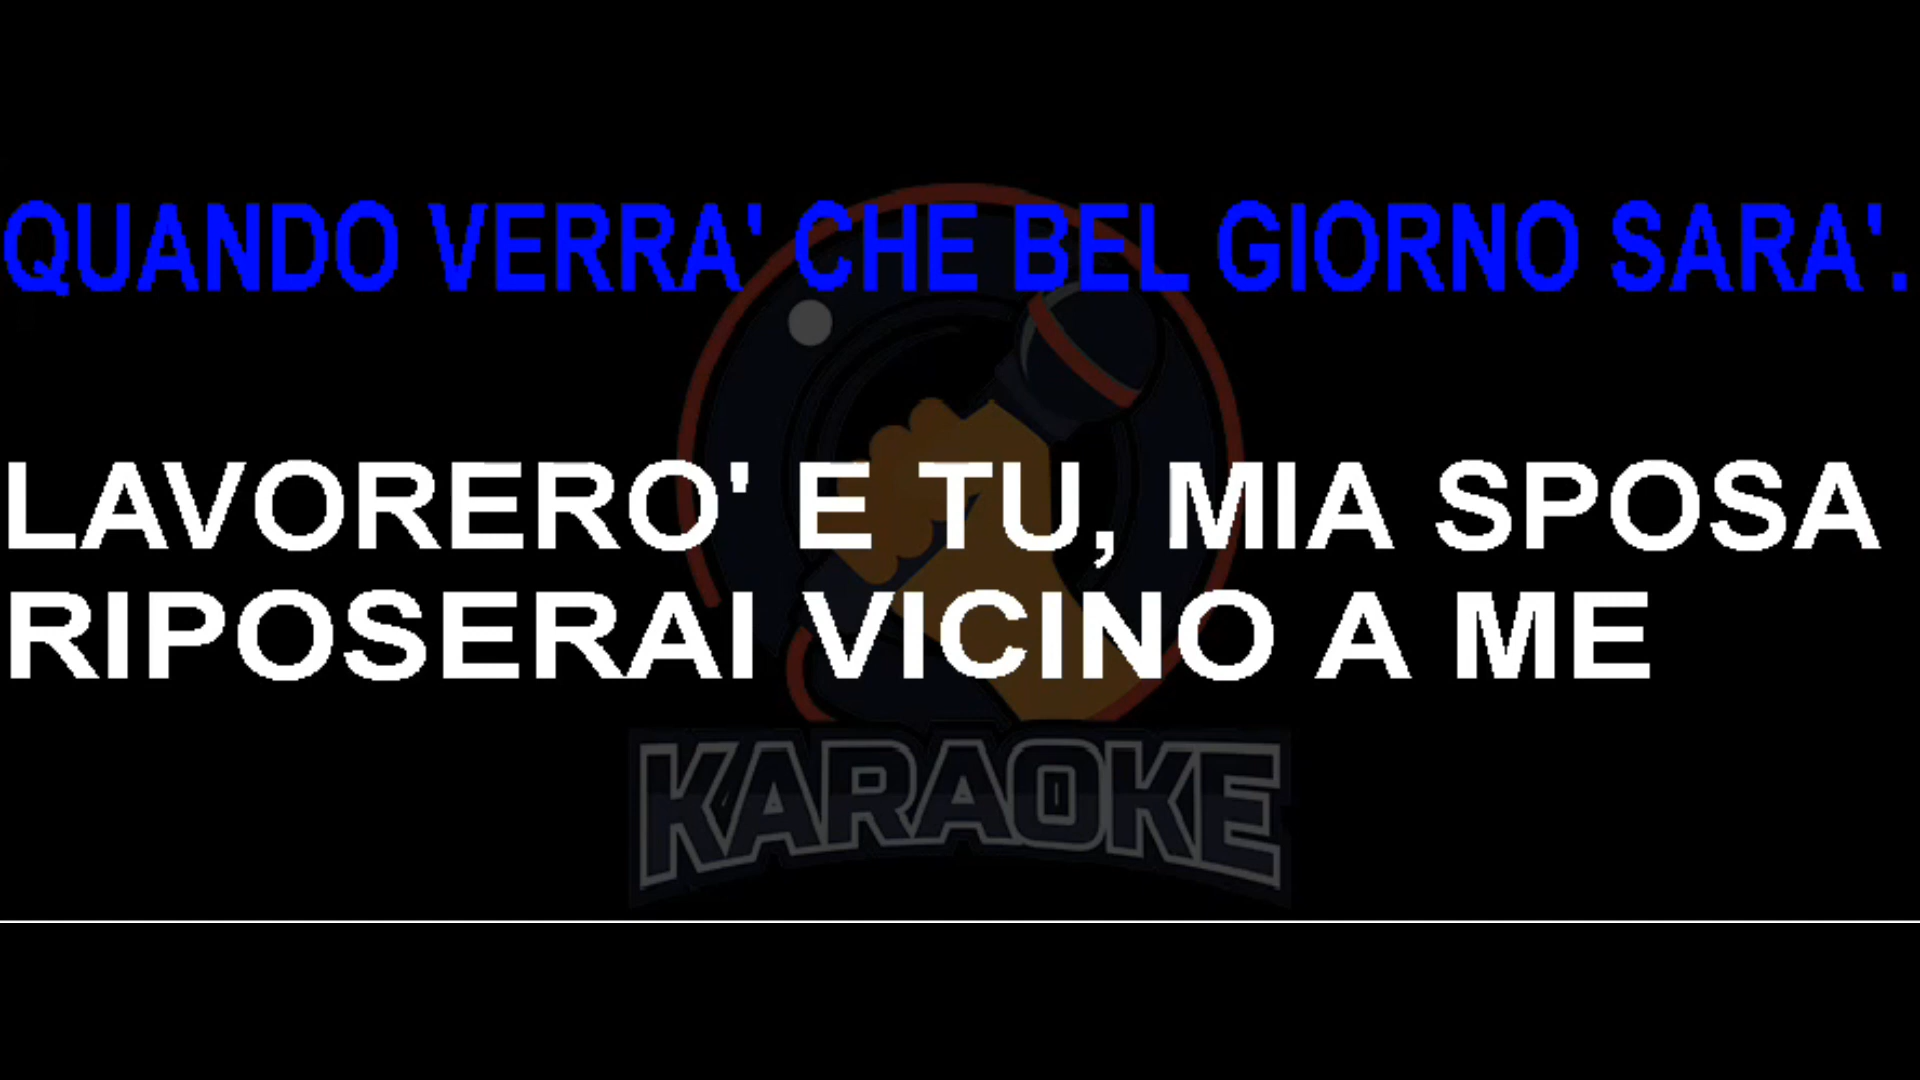 QUANDO VERRA' CHE BEL GIORNO SARA'.
LAVORERO' E TU, MIA SPOSA
RIPOSERAI VICINO A ME
KARAOKE